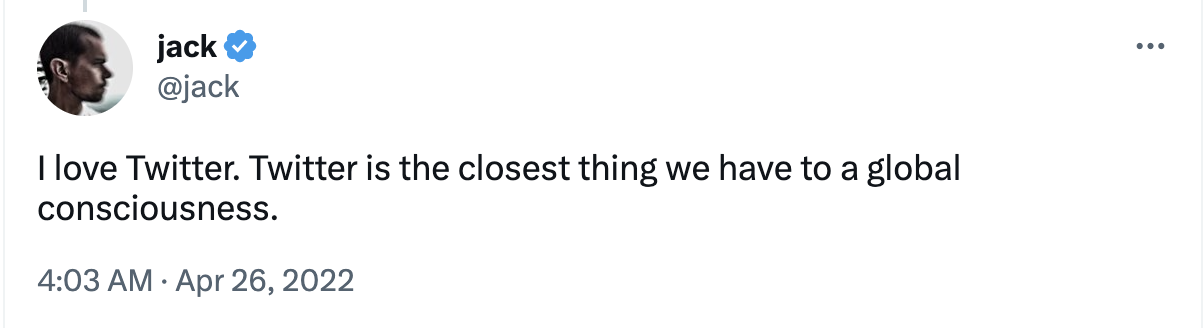 jack
@jack
I love Twitter. Twitter is the closest thing we have to a global
consciousness.
4:03 AM · Apr 26, 2022